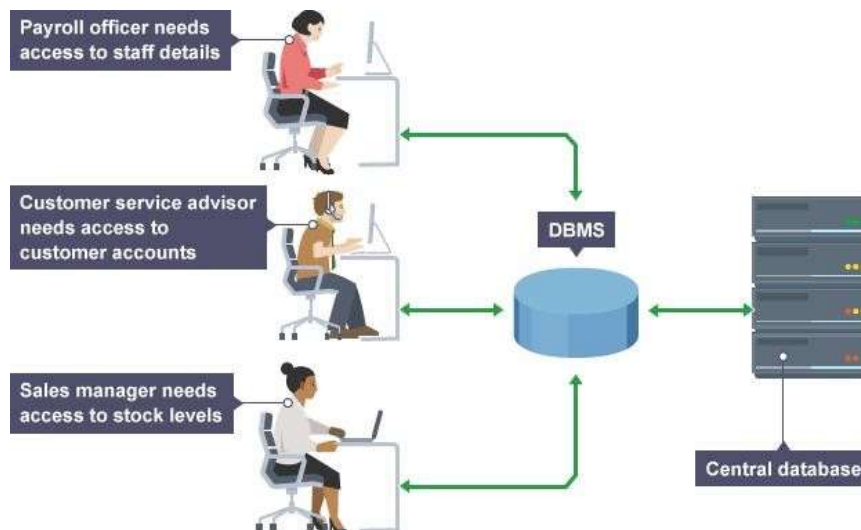 Payroll officer needs
access to staff details
Customer service advisor
needs access to
customer accounts
DBMS
Sales manager needs
access to stock levels
Central database